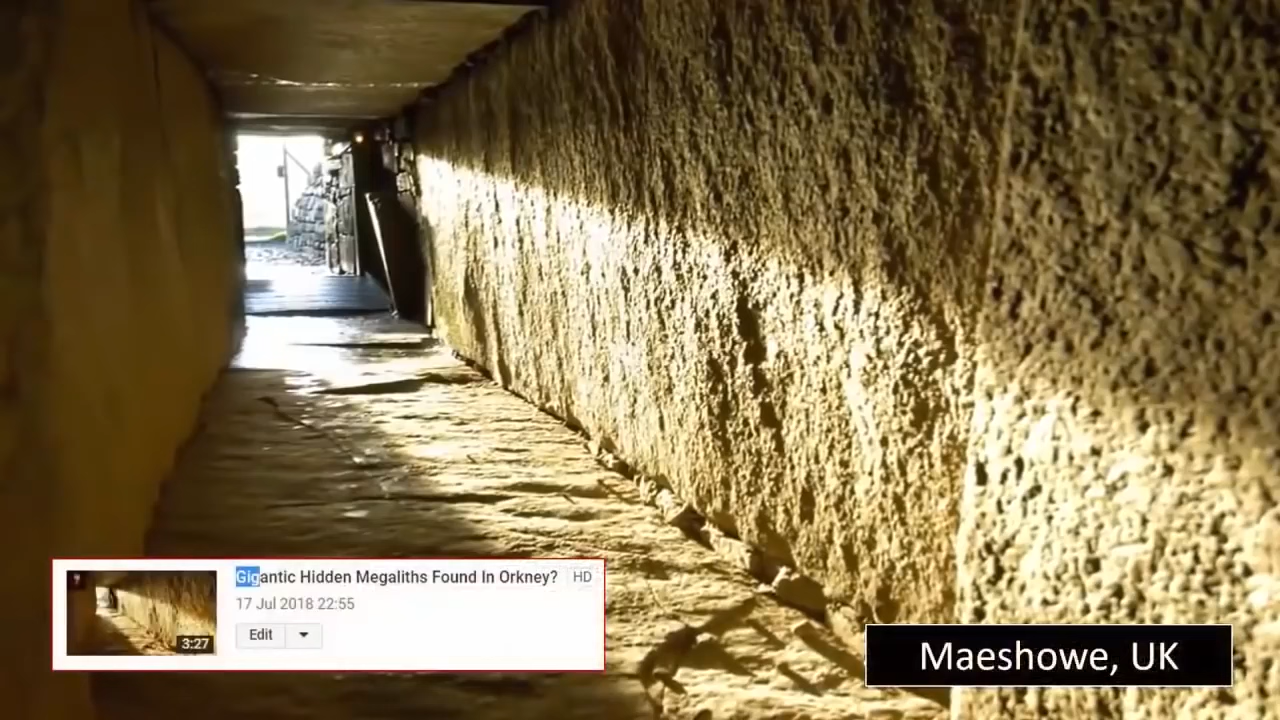 Gigantic Hidden Megaliths Found In Orkney? HD
17 Jul 2018 22:55
3:27
Edit
Maeshowe, UK